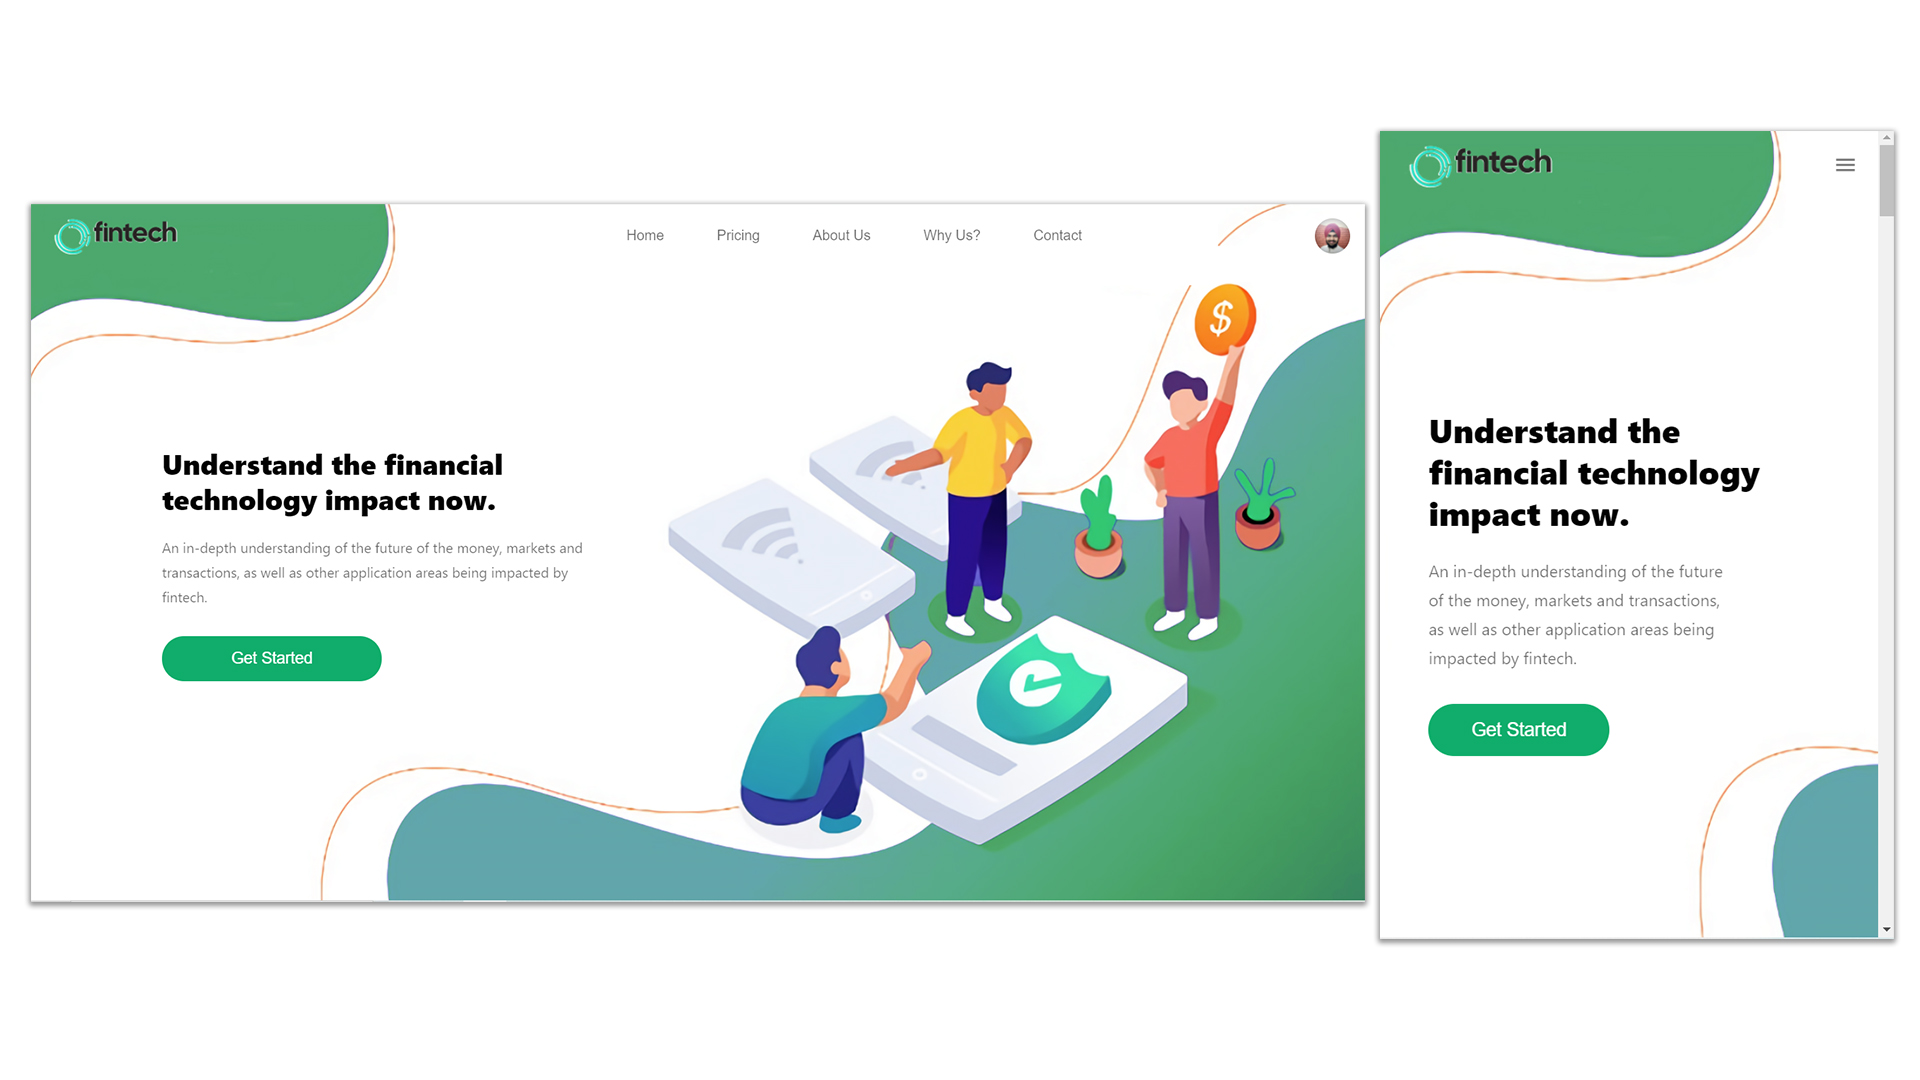 fintech
Home Pricing About Us Why Us? Contact
$
Understand the financial
technology impact now.
An in-depth understanding of the future of the money, markets and
transactions, as well as other application areas being impacted by
fintech.
Get Started
fintech
Understand the
financial technology
impact now.
An in-depth understanding of the future
of the money, markets and transactions,
as well as other application areas being
impacted by fintech.
Get Started